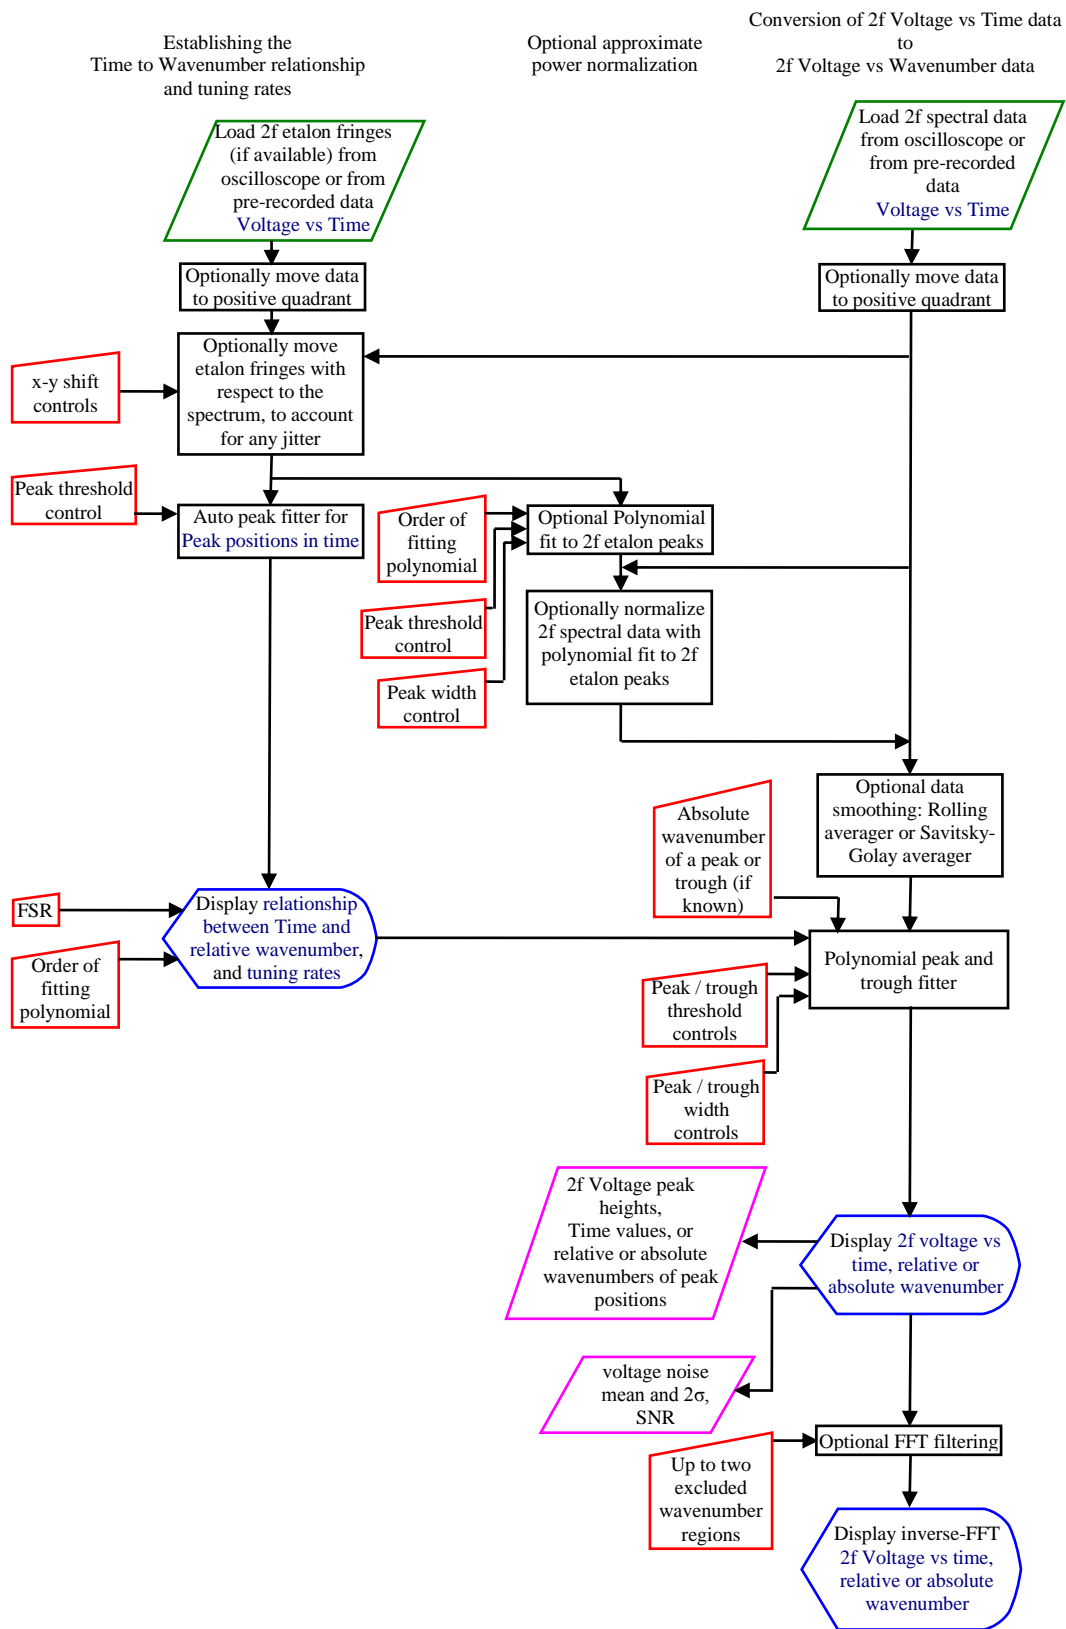 Establishing the
Time to Wavenumber relationship
and tuning rates
Optional approximate
power normalization
Conversion of 2f Voltage vs Time data
to
2f Voltage vs Wavenumber data
Load 2f etalon fringes
(if available) from
oscilloscope or from
pre-recorded data
Voltage vs Time
Load 2f spectral data
from oscilloscope or
from pre-recorded
data
Voltage vs Time
Optionally move data
to positive quadrant
Optionally move data
to positive quadrant
x-y shift
controls
Optionally move
etalon fringes with
respect to the
spectrum, to account
for any jitter
Peak threshold
control
Auto peak fitter for
Peak positions in time
Order of
fitting
polynomial
Optional Polynomial
fit to 2f etalon peaks
Peak threshold
control
Peak width
control
Optionally normalize
2f spectral data with
polynomial fit to 2f
etalon peaks
Absolute
wavenumber
of a peak or
trough (if
known)
Optional data
smoothing: Rolling
averager or Savitsky-
Golay averager
FSR
Order of
fitting
polynomial
Display relationship
between Time and
relative wavenumber,
and tuning rates
Polynomial peak and
trough fitter
Peak / trough
threshold
controls
Peak / trough
width
controls
2f Voltage peak
heights,
Time values, or
relative or absolute
wavenumbers of peak
positions
Display 2f voltage vs
time, relative or
absolute wavenumber
voltage noise
mean and 2σ,
SNR
Optional FFT filtering
Up to two
excluded
wavenumber
regions
Display inverse-FFT
2f Voltage vs time,
relative or absolute
wavenumber